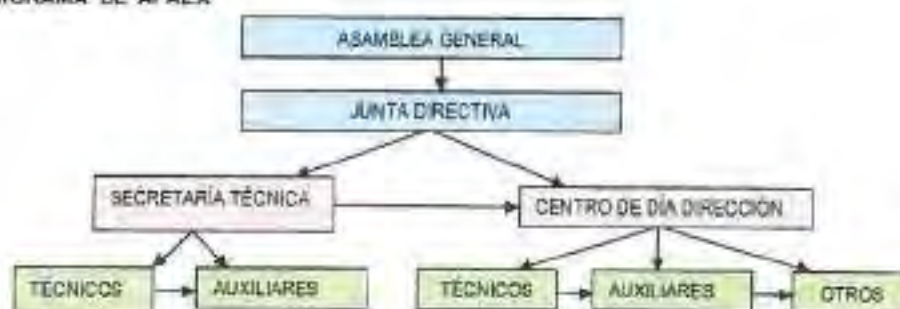 ASAMBLEA GENERAL
JUNTA DIRECTIVA
SECRETARÍA TÉCNICA
CENTRO DE DÍA DIRECCIÓN
TÉCNICOS AUXILIARES TÉCNICOS AUXILIARES OTROS